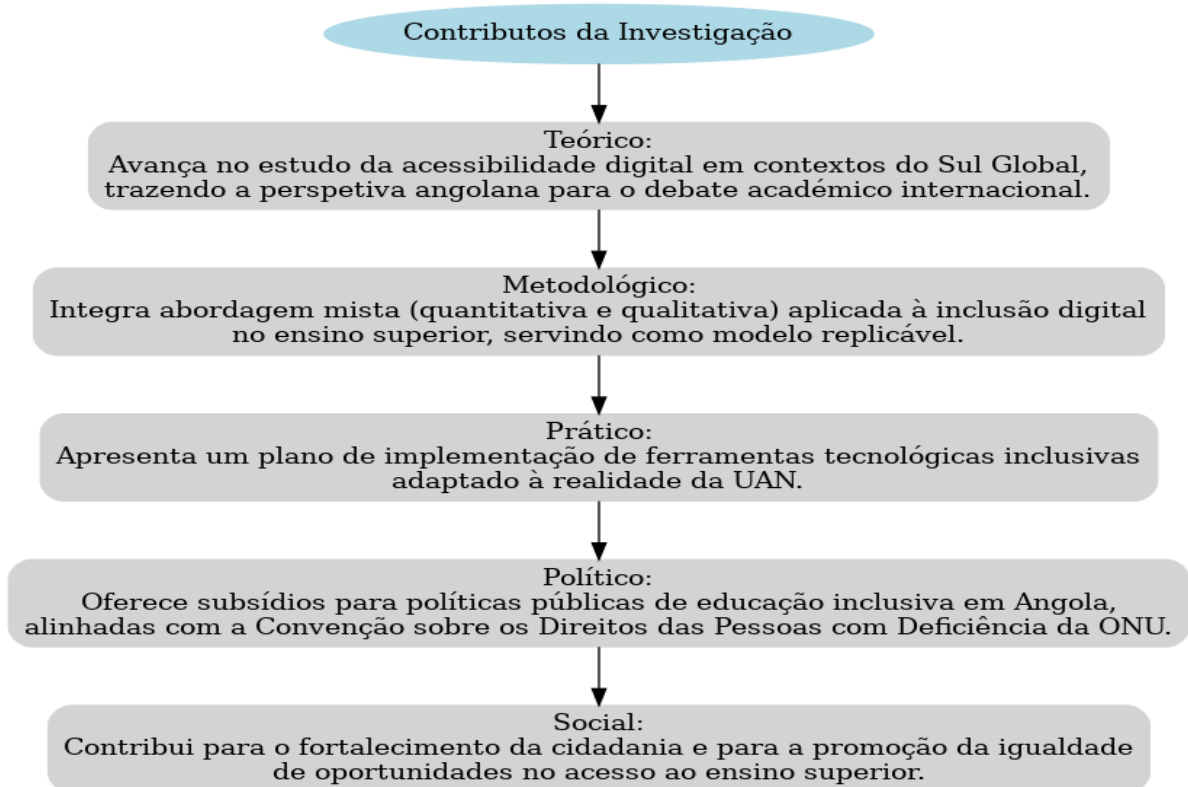 Contributos da Investigação
Teórico:
Avança no estudo da acessibilidade digital em contextos do Sul Global,
trazendo a perspetiva angolana para o debate académico internacional.
Metodológico:
Integra abordagem mista (quantitativa e qualitativa) aplicada à inclusão digital
no ensino superior, servindo como modelo replicável.
Prático:
Apresenta um plano de implementação de ferramentas tecnológicas inclusivas
adaptado à realidade da UAN.
Político:
Oferece subsídios para políticas públicas de educação inclusiva em Angola,
alinhadas com a Convenção sobre os Direitos das Pessoas com Deficiência da ONU.
Social:
Contribui para o fortalecimento da cidadania e para a promoção da igualdade
de oportunidades no acesso ao ensino superior.